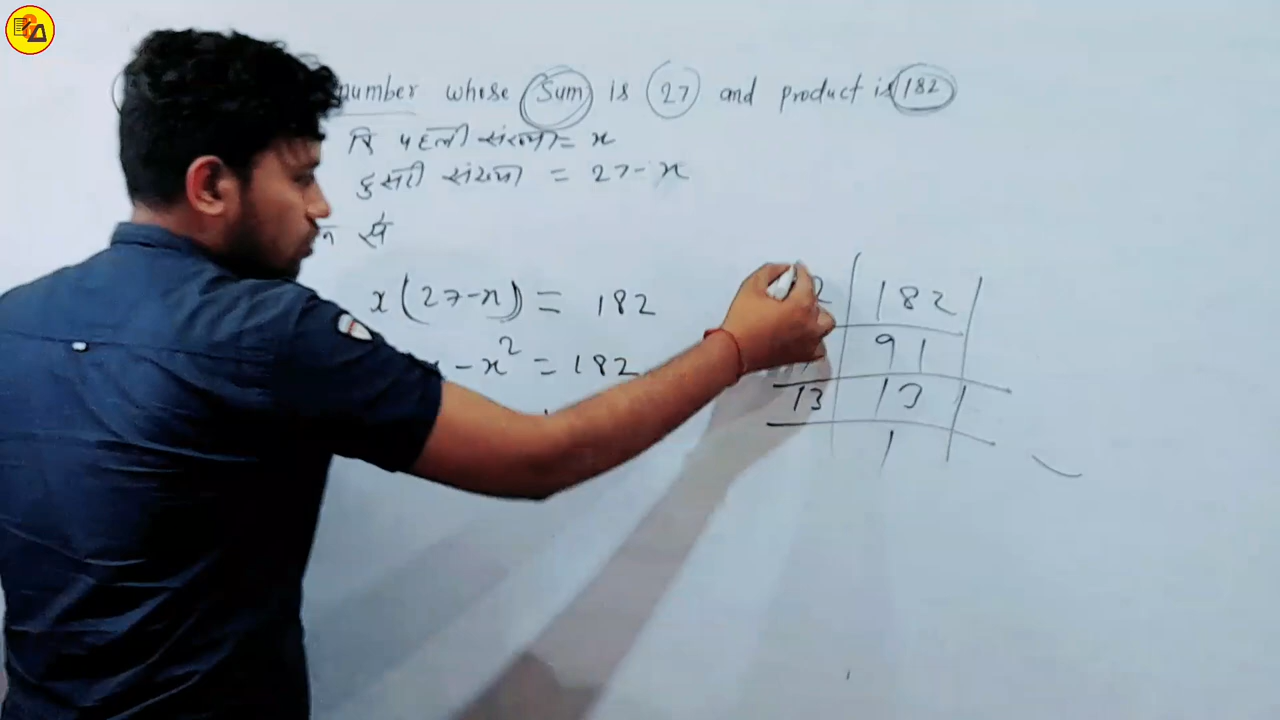 number whose Sum is 27 and product is 182
कि पहली संख्या = x
दुसरी संख्या = 27 - x
से
x(27-x) = 182
- x² = 182
2 | 182
91
13 | 13
1